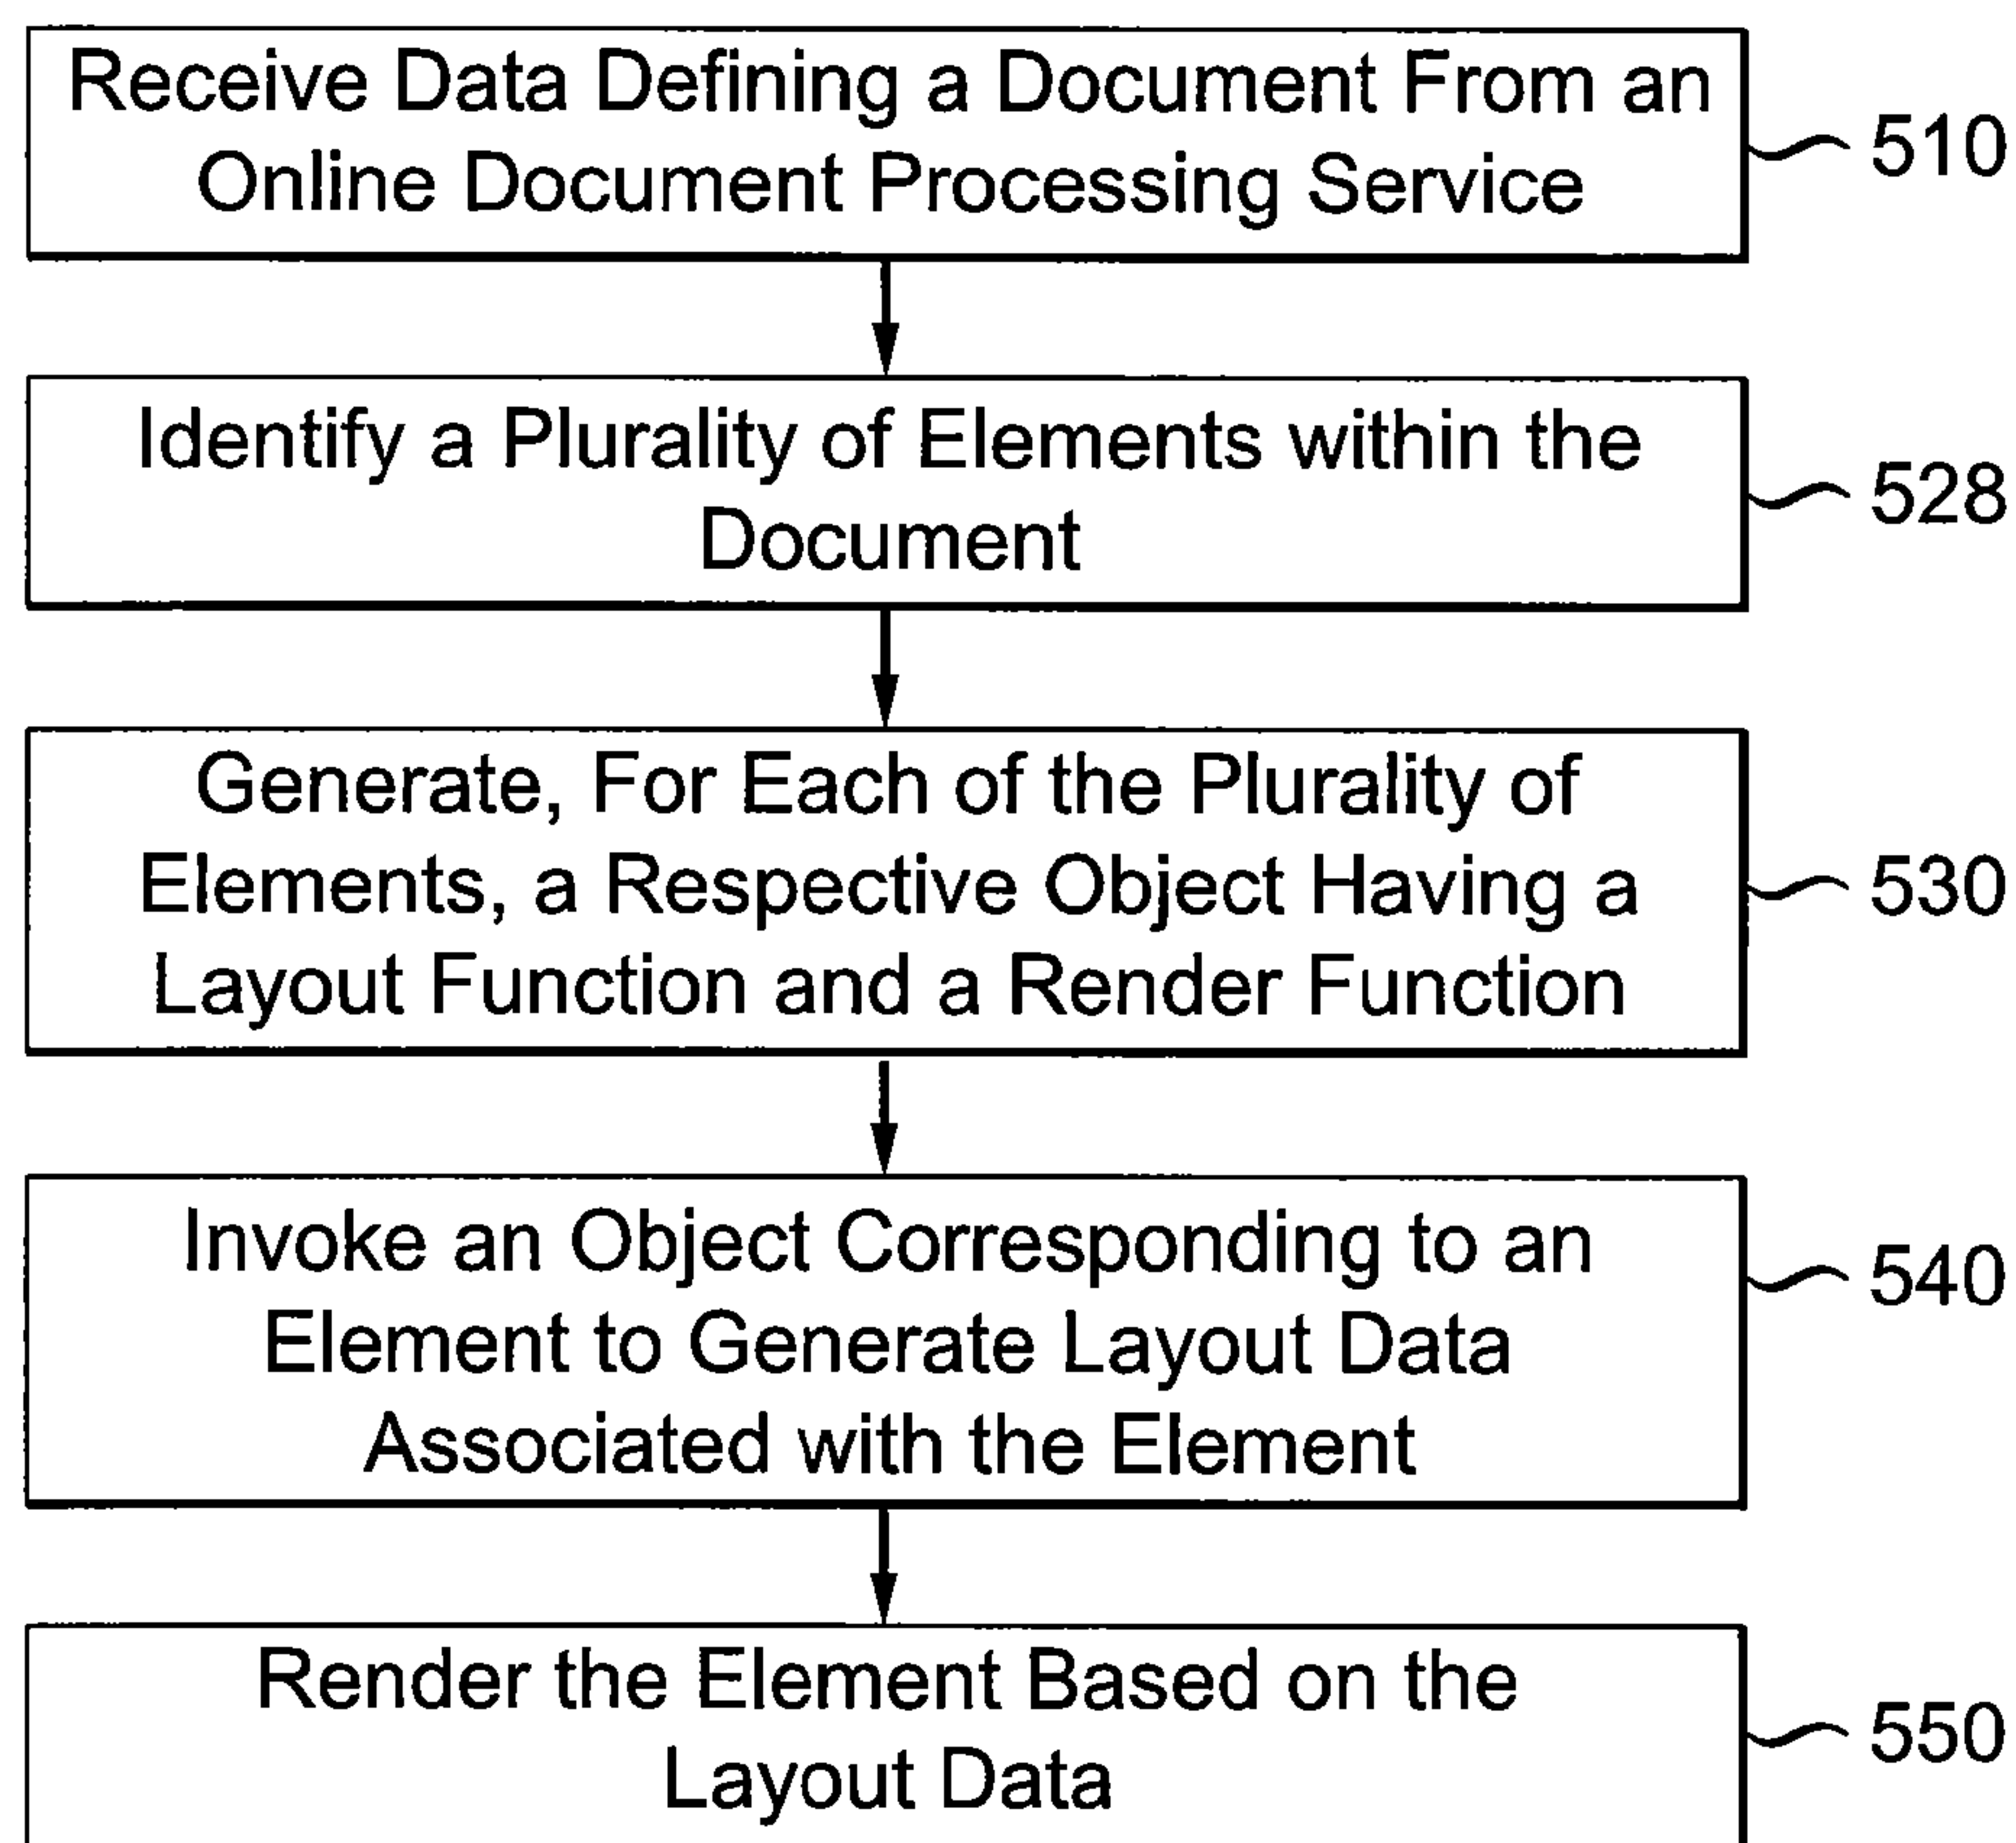 Receive Data Defining a Document From an
Online Document Processing Service
510
Identify a Plurality of Elements within the
Document
528
Generate, For Each of the Plurality of
Elements, a Respective Object Having a
Layout Function and a Render Function
530
Invoke an Object Corresponding to an
Element to Generate Layout Data
Associated with the Element
540
Render the Element Based on the
Layout Data
550